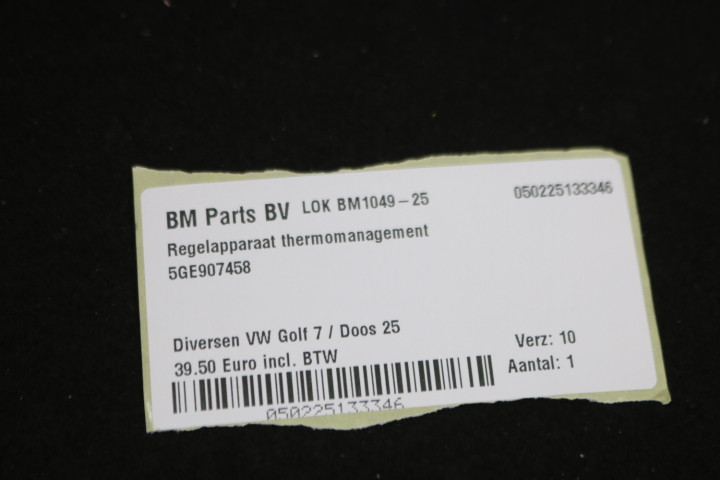 BM Parts BV LOK BM1049-25 050225133346
Regelapparaat thermomanagement
5GE907458
Diversen VW Golf 7 / Doos 25
39.50 Euro incl. BTW
Verz: 10
Aantal: 1
050225133346